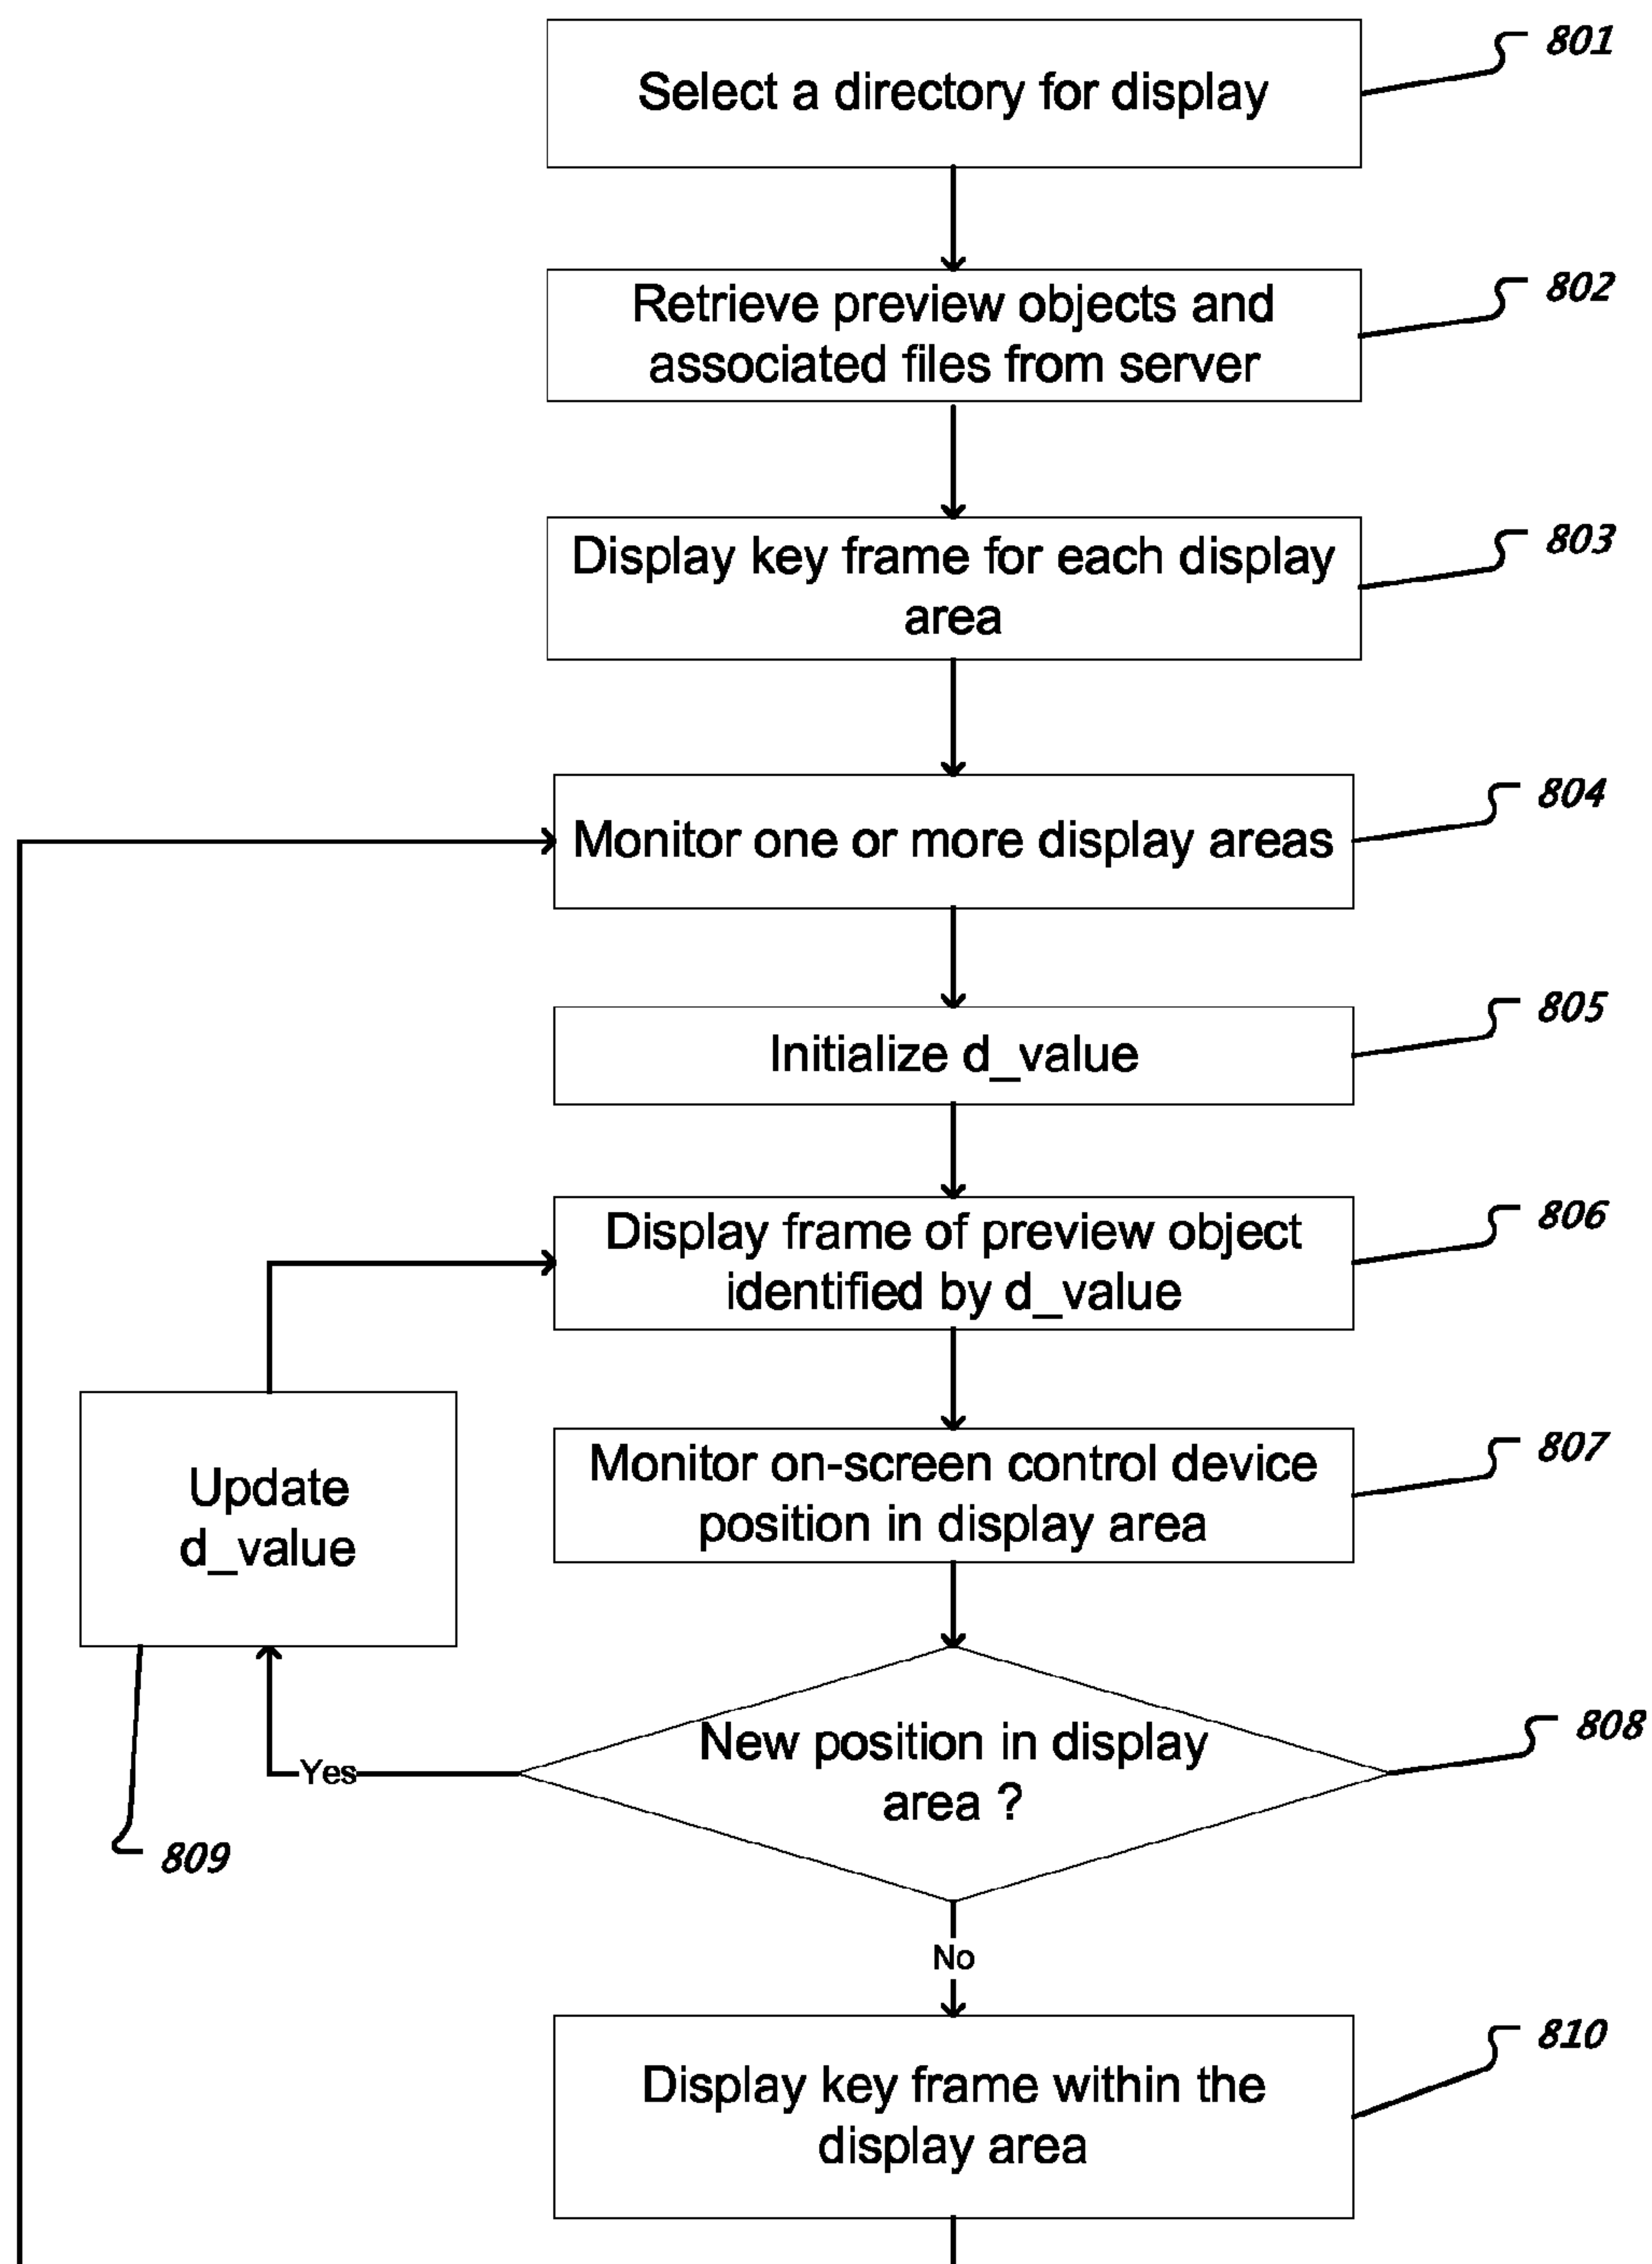 Select a directory for display
801
Retrieve preview objects and
associated files from server
802
Display key frame for each display
area
803
Monitor one or more display areas
804
Initialize d_value
805
Display frame of preview object
identified by d_value
806
Monitor on-screen control device
position in display area
807
Update
d_value
809
New position in display
area ?
808
Yes
No
Display key frame within the
display area
810